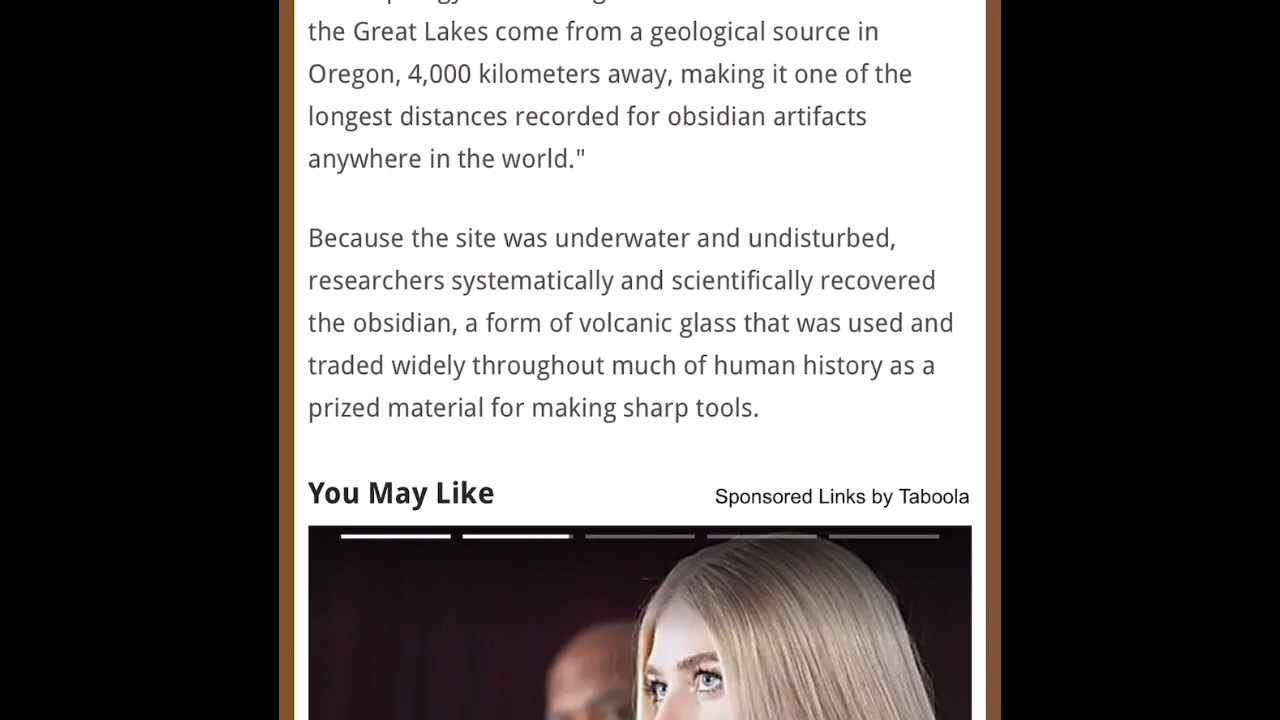 the Great Lakes come from a geological source in
Oregon, 4,000 kilometers away, making it one of the
longest distances recorded for obsidian artifacts
anywhere in the world."
Because the site was underwater and undisturbed,
researchers systematically and scientifically recovered
the obsidian, a form of volcanic glass that was used and
traded widely throughout much of human history as a
prized material for making sharp tools.
You May Like
Sponsored Links by Taboola